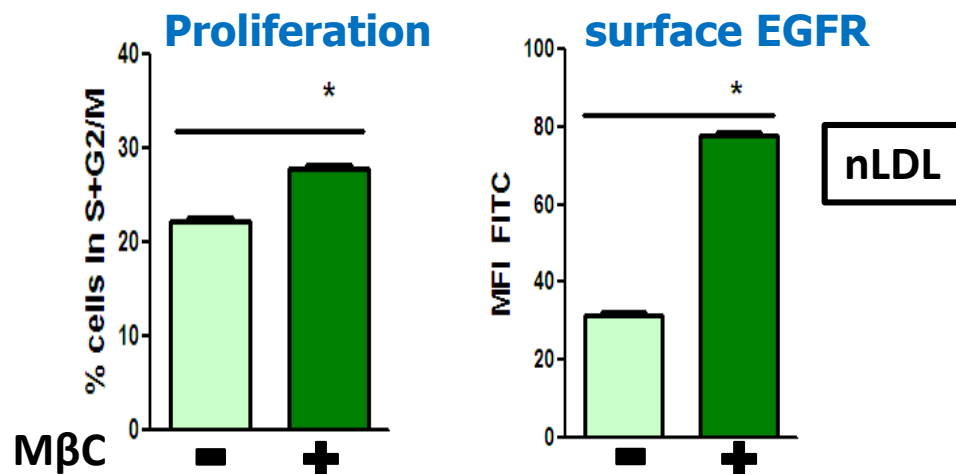 Proliferation
% cells In S+G2/M
40
30
20
10
0
*
surface EGFR
MFI FITC
100
80
60
40
20
0
*
nLDL
MβC - + - +